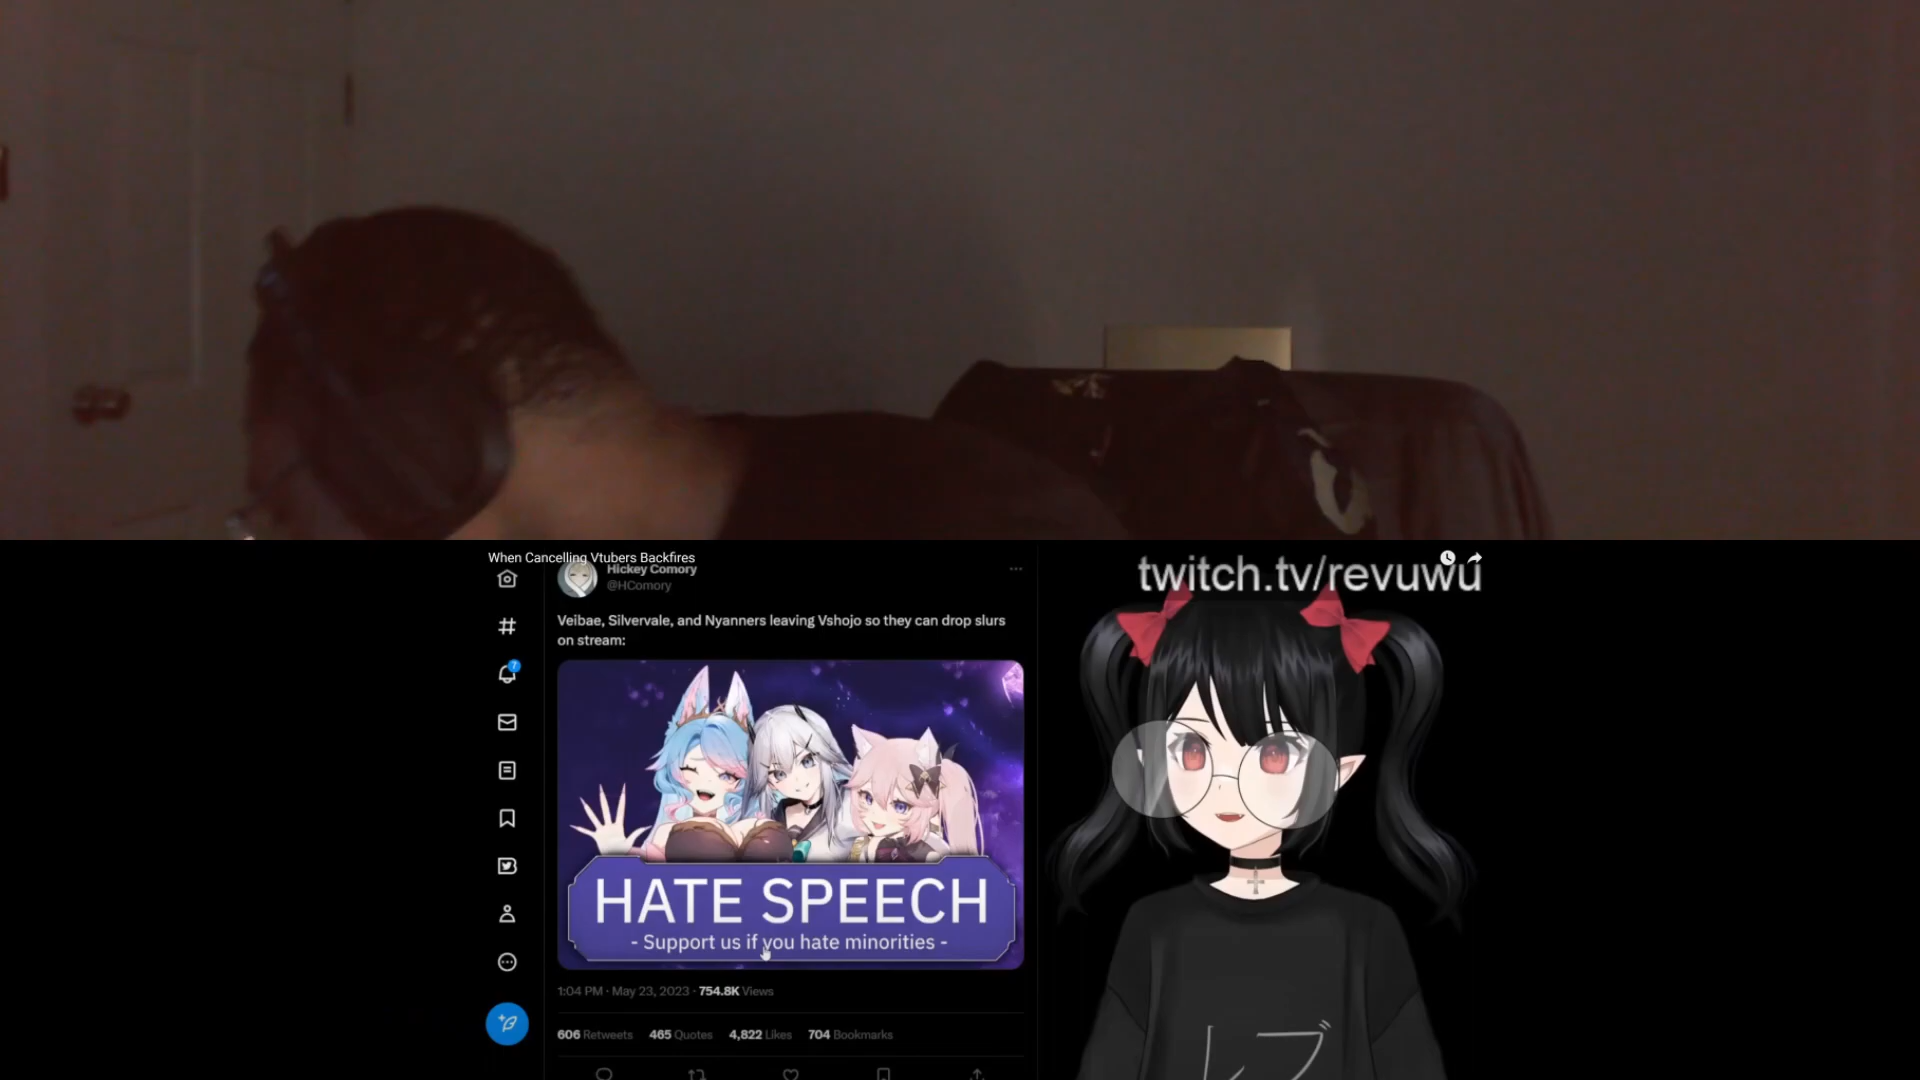 When Cancelling Vtubers Backfires
twitch.tv/revuwu
Hickey Comory
@HComory
7
Veibae, Silvervale, and Nyanners leaving Vshojo so they can drop slurs
on stream:
HATE SPEECH
- Support us if you hate minorities -
1:04 PM · May 23, 2023 · 754.8K Views
606 Retweets 465 Quotes 4,822 Likes 704 Bookmarks
レブ